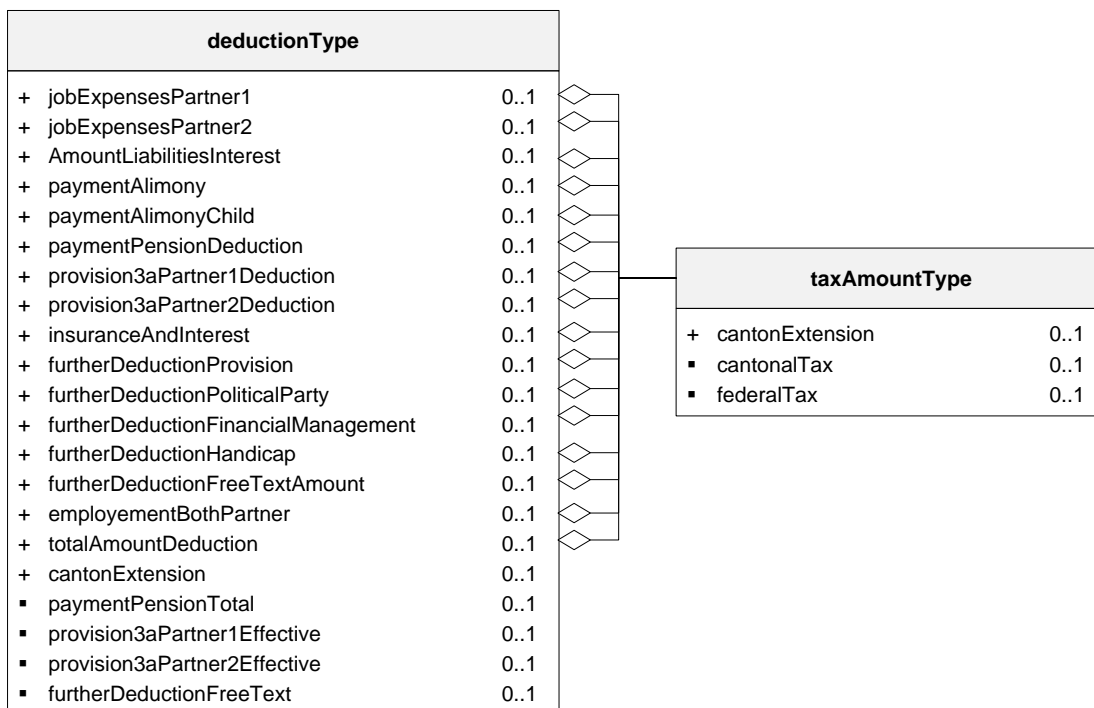 deductionType
+ jobExpensesPartner1 0..1
+ jobExpensesPartner2 0..1
+ AmountLiabilitiesInterest 0..1
+ paymentAlimony 0..1
+ paymentAlimonyChild 0..1
+ paymentPensionDeduction 0..1
+ provision3aPartner1Deduction 0..1
+ provision3aPartner2Deduction 0..1
+ insuranceAndInterest 0..1
+ furtherDeductionProvision 0..1
+ furtherDeductionPoliticalParty 0..1
+ furtherDeductionFinancialManagement 0..1
+ furtherDeductionHandicap 0..1
+ furtherDeductionFreeTextAmount 0..1
+ employementBothPartner 0..1
+ totalAmountDeduction 0..1
+ cantonExtension 0..1
▪ paymentPensionTotal 0..1
▪ provision3aPartner1Effective 0..1
▪ provision3aPartner2Effective 0..1
▪ furtherDeductionFreeText 0..1
taxAmountType
+ cantonExtension 0..1
▪ cantonalTax 0..1
▪ federalTax 0..1